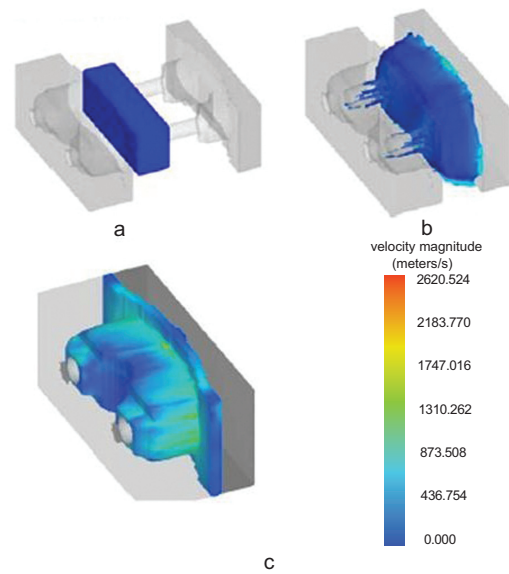 a
b
velocity magnitude
(meters/s)
2620.524
2183.770
1747.016
1310.262
873.508
436.754
0.000
c